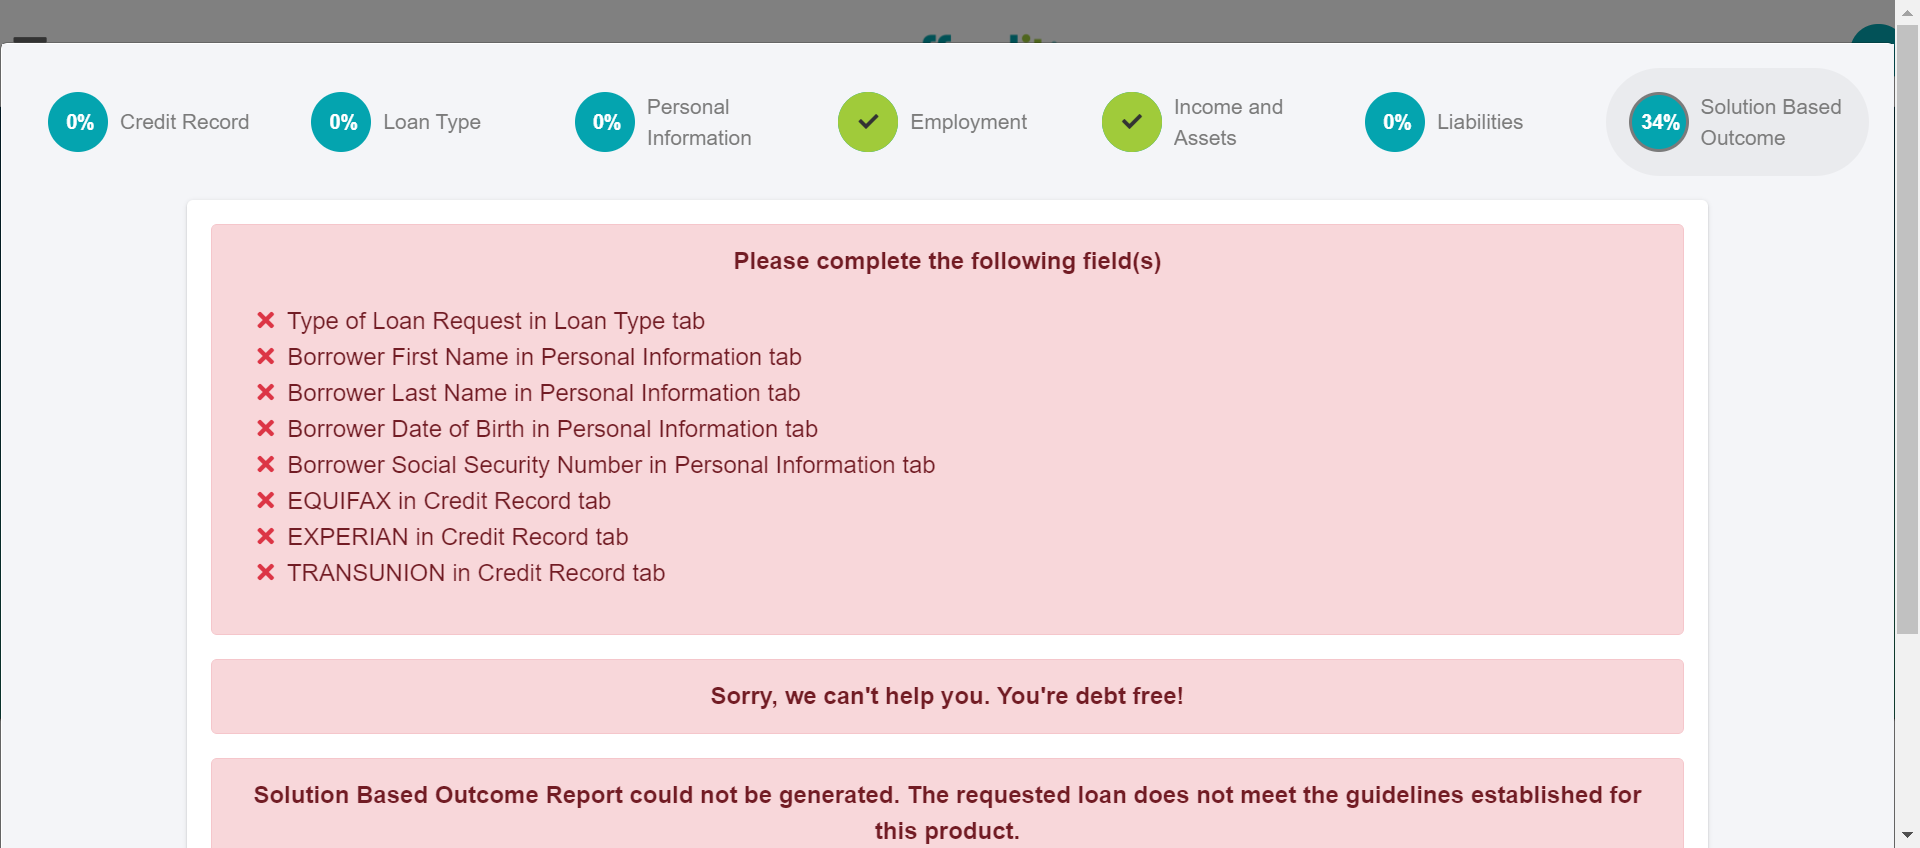 0% Credit Record
0% Loan Type
0% Personal
Information
Employment
Income and
Assets
0% Liabilities
34% Solution Based
Outcome
Please complete the following field(s)
Type of Loan Request in Loan Type tab
Borrower First Name in Personal Information tab
Borrower Last Name in Personal Information tab
Borrower Date of Birth in Personal Information tab
Borrower Social Security Number in Personal Information tab
EQUIFAX in Credit Record tab
EXPERIAN in Credit Record tab
TRANSUNION in Credit Record tab
Sorry, we can't help you. You're debt free!
Solution Based Outcome Report could not be generated. The requested loan does not meet the guidelines established for
this product.